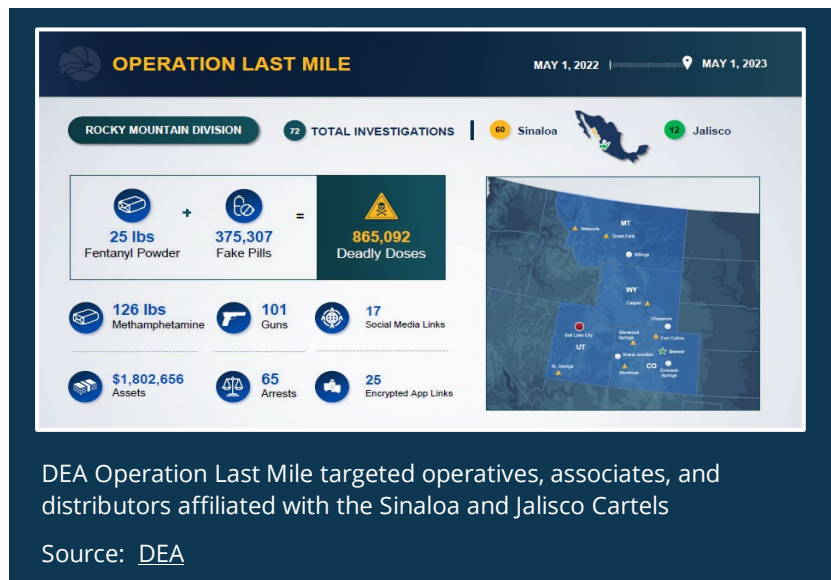 OPERATION LAST MILE
MAY 1, 2022
MAY 1, 2023
ROCKY MOUNTAIN DIVISION
72 TOTAL INVESTIGATIONS
60 Sinaloa
12 Jalisco
25 lbs
Fentanyl Powder
+
375,307
Fake Pills
=
865,092
Deadly Doses
126 lbs
Methamphetamine
101
Guns
17
Social Media Links
$1,802,656
Assets
65
Arrests
25
Encrypted App Links
MT
Missoula
Great Falls
Billings
WY
Casper
Cheyenne
Salt Lake City
Glenwood
Springs
Fort Collins
UT
Grand Junction
Denver
St. George
Montrose
CO
Colorado
Springs
DEA Operation Last Mile targeted operatives, associates, and
distributors affiliated with the Sinaloa and Jalisco Cartels
Source: DEA